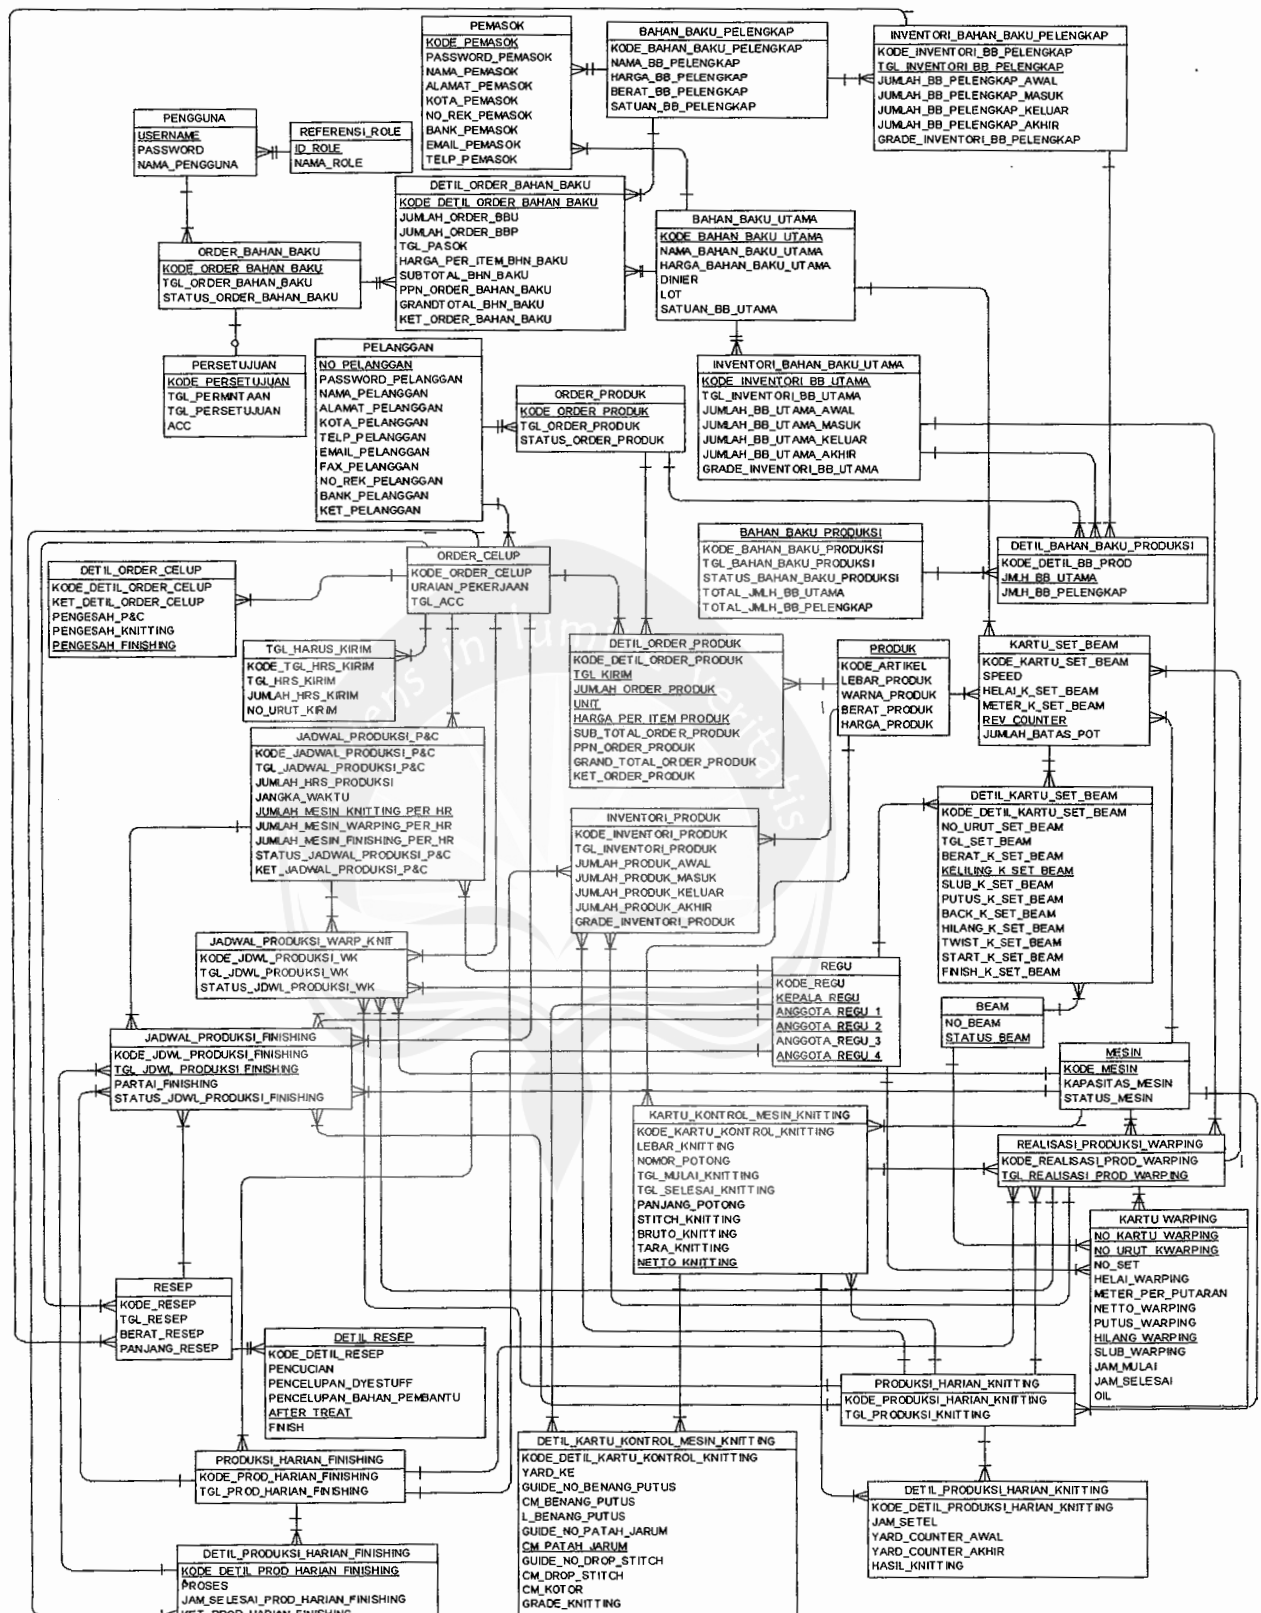 PEMASOK
KODE_PEMASOK
PASSWORD_PEMASOK
NAMA_PEMASOK
ALAMAT_PEMASOK
KOTA_PEMASOK
NO_REK_PEMASOK
BANK_PEMASOK
EMAIL_PEMASOK
TELP_PEMASOK
BAHAN_BAKU_PELENGKAP
KODE_BAHAN_BAKU_PELENGKAP
NAMA_BB_PELENGKAP
HARGA_BB_PELENGKAP
BERAT_BB_PELENGKAP
SATUAN_BB_PELENGKAP
INVENTORI_BAHAN_BAKU_PELENGKAP
KODE_INVENTORI_BB_PELENGKAP
TGL_INVENTORI_BB_PELENGKAP
JUMLAH_BB_PELENGKAP_AWAL
JUMLAH_BB_PELENGKAP_MASUK
JUMLAH_BB_PELENGKAP_KELUAR
JUMLAH_BB_PELENGKAP_AKHIR
GRADE_INVENTORI_BB_PELENGKAP
PENGGUNA
USERNAME
PASSWORD
NAMA_PENGGUNA
REFERENSI_ROLE
ID_ROLE
NAMA_ROLE
DETIL_ORDER_BAHAN_BAKU
KODE_DETIL_ORDER_BAHAN_BAKU
JUMLAH_ORDER_BBU
JUMLAH_ORDER_BBP
TGL_PASOK
HARGA_PER_ITEM_BHN_BAKU
SUBTOTAL_BHN_BAKU
PPN_ORDER_BAHAN_BAKU
GRANDTOTAL_BHN_BAKU
KET_ORDER_BAHAN_BAKU
BAHAN_BAKU_UTAMA
KODE_BAHAN_BAKU_UTAMA
NAMA_BAHAN_BAKU_UTAMA
HARGA_BAHAN_BAKU_UTAMA
DINIER
LOT
SATUAN_BB_UTAMA
ORDER_BAHAN_BAKU
KODE_ORDER_BAHAN_BAKU
TGL_ORDER_BAHAN_BAKU
STATUS_ORDER_BAHAN_BAKU
PERSETUJUAN
KODE_PERSETUJUAN
TGL_PERMNTAAN
TGL_PERSETUJUAN
ACC
PELANGGAN
NO_PELANGGAN
PASSWORD_PELANGGAN
NAMA_PELANGGAN
ALAMAT_PELANGGAN
KOTA_PELANGGAN
TELP_PELANGGAN
EMAIL_PELANGGAN
FAX_PELANGGAN
NO_REK_PELANGGAN
BANK_PELANGGAN
KET_PELANGGAN
ORDER_PRODUK
KODE_ORDER_PRODUK
TGL_ORDER_PRODUK
STATUS_ORDER_PRODUK
INVENTORI_BAHAN_BAKU_UTAMA
KODE_INVENTORI_BB_UTAMA
TGL_INVENTORI_BB_UTAMA
JUMLAH_BB_UTAMA_AWAL
JUMLAH_BB_UTAMA_MASUK
JUMLAH_BB_UTAMA_KELUAR
JUMLAH_BB_UTAMA_AKHIR
GRADE_INVENTORI_BB_UTAMA
BAHAN_BAKU_PRODUKSI
KODE_BAHAN_BAKU_PRODUKSI
TGL_BAHAN_BAKU_PRODUKSI
STATUS_BAHAN_BAKU_PRODUKSI
TOTAL_JMLH_BB_UTAMA
TOTAL_JMLH_BB_PELENGKAP
DETIL_BAHAN_BAKU_PRODUKSI
KODE_DETIL_BB_PROD
JMLH_BB_UTAMA
JMLH_BB_PELENGKAP
ORDER_CELUP
KODE_ORDER_CELUP
URAIAN_PEKERJAAN
TGL_ACC
DETIL_ORDER_CELUP
KODE_DETIL_ORDER_CELUP
KET_DETIL_ORDER_CELUP
PENGESAH_P&C
PENGESAH_KNITTING
PENGESAH_FINISHING
TGL_HARUS_KIRIM
KODE_TGL_HRS_KIRIM
TGL_HRS_KIRIM
JUMLAH_HRS_KIRIM
NO_URUT_KIRIM
DETIL_ORDER_PRODUK
KODE_DETIL_ORDER_PRODUK
TGL_KIRIM
JUMLAH_ORDER_PRODUK
UNIT
HARGA_PER_ITEM_PRODUK
SUB_TOTAL_ORDER_PRODUK
PPN_ORDER_PRODUK
GRAND_TOTAL_ORDER_PRODUK
KET_ORDER_PRODUK
PRODUK
KODE_ARTIKEL
LEBAR_PRODUK
WARNA_PRODUK
BERAT_PRODUK
HARGA_PRODUK
KARTU_SET_BEAM
KODE_KARTU_SET_BEAM
SPEED
HELAI_K_SET_BEAM
METER_K_SET_BEAM
REV_COUNTER
JUMLAH_BATAS_POT
JADWAL_PRODUKSI_P&C
KODE_JADWAL_PRODUKSI_P&C
TGL_JADWAL_PRODUKSI_P&C
JUMLAH_HRS_PRODUKSI
JANGKA_WAKTU
JUMLAH_MESIN_KNITTING_PER_HR
JUMLAH_MESIN_WARPING_PER_HR
JUMLAH_MESIN_FINISHING_PER_HR
STATUS_JADWAL_PRODUKSI_P&C
KET_JADWAL_PRODUKSI_P&C
INVENTORI_PRODUK
KODE_INVENTORI_PRODUK
TGL_INVENTORI_PRODUK
JUMLAH_PRODUK_AWAL
JUMLAH_PRODUK_MASUK
JUMLAH_PRODUK_KELUAR
JUMLAH_PRODUK_AKHIR
GRADE_INVENTORI_PRODUK
DETIL_KARTU_SET_BEAM
KODE_DETIL_KARTU_SET_BEAM
NO_URUT_SET_BEAM
TGL_SET_BEAM
BERAT_K_SET_BEAM
KELILING_K_SET_BEAM
SLUB_K_SET_BEAM
PUTUS_K_SET_BEAM
BACK_K_SET_BEAM
HILANG_K_SET_BEAM
TWIST_K_SET_BEAM
START_K_SET_BEAM
FINISH_K_SET_BEAM
JADWAL_PRODUKSI_WARP_KNIT
KODE_JDWL_PRODUKSI_WK
TGL_JDWL_PRODUKSI_WK
STATUS_JDWL_PRODUKSI_WK
REGU
KODE_REGU
KEPALA_REGU
ANGGOTA_REGU_1
ANGGOTA_REGU_2
ANGGOTA_REGU_3
ANGGOTA_REGU_4
BEAM
NO_BEAM
STATUS_BEAM
JADWAL_PRODUKSI_FINISHING
KODE_JDWL_PRODUKSI_FINISHING
TGL_JDWL_PRODUKSI_FINISHING
PARTAI_FINISHING
STATUS_JDWL_PRODUKSI_FINISHING
MESIN
KODE_MESIN
KAPASITAS_MESIN
STATUS_MESIN
KARTU_KONTROL_MESIN_KNITTING
KODE_KARTU_KONTROL_KNITTING
LEBAR_KNITTING
NOMOR_POTONG
TGL_MULAI_KNITTING
TGL_SELESAI_KNITTING
PANJANG_POTONG
STITCH_KNITTING
BRUTO_KNITTING
TARA_KNITTING
NETTO_KNITTING
REALISASI_PRODUKSI_WARPING
KODE_REALISASI_PROD_WARPING
TGL_REALISASI_PROD_WARPING
KARTU WARPING
NO_KARTU_WARPING
NO_URUT_KWARPING
NO_SET
HELAI_WARPING
METER_PER_PUTARAN
NETTO_WARPING
PUTUS_WARPING
HILANG_WARPING
SLUB_WARPING
JAM_MULAI
JAM_SELESAI
OIL
RESEP
KODE_RESEP
TGL_RESEP
BERAT_RESEP
PANJANG_RESEP
DETIL_RESEP
KODE_DETIL_RESEP
PENCUCIAN
PENCELUPAN_DYESTUFF
PENCELUPAN_BAHAN_PEMBANTU
AFTER_TREAT
FINISH
PRODUKSI_HARIAN_KNITTING
KODE_PRODUKSI_HARIAN_KNITTING
TGL_PRODUKSI_KNITTING
PRODUKSI_HARIAN_FINISHING
KODE_PROD_HARIAN_FINISHING
TGL_PROD_HARIAN_FINISHING
DETIL_KARTU_KONTROL_MESIN_KNITTING
KODE_DETIL_KARTU_KONTROL_KNITTING
YARD_KE
GUIDE_NO_BENANG_PUTUS
CM_BENANG_PUTUS
L_BENANG_PUTUS
GUIDE_NO_PATAH_JARUM
CM_PATAH_JARUM
GUIDE_NO_DROP_STITCH
CM_DROP_STITCH
CM_KOTOR
GRADE_KNITTING
DETIL_PRODUKSI_HARIAN_KNITTING
KODE_DETIL_PRODUKSI_HARIAN_KNITTING
JAM_SETEL
YARD_COUNTER_AWAL
YARD_COUNTER_AKHIR
HASIL_KNITTING
DETIL_PRODUKSI_HARIAN_FINISHING
KODE_DETIL_PROD_HARIAN_FINISHING
PROSES
JAM_SELESAI_PROD_HARIAN_FINISHING
KET_PROD_HARIAN_FINISHING